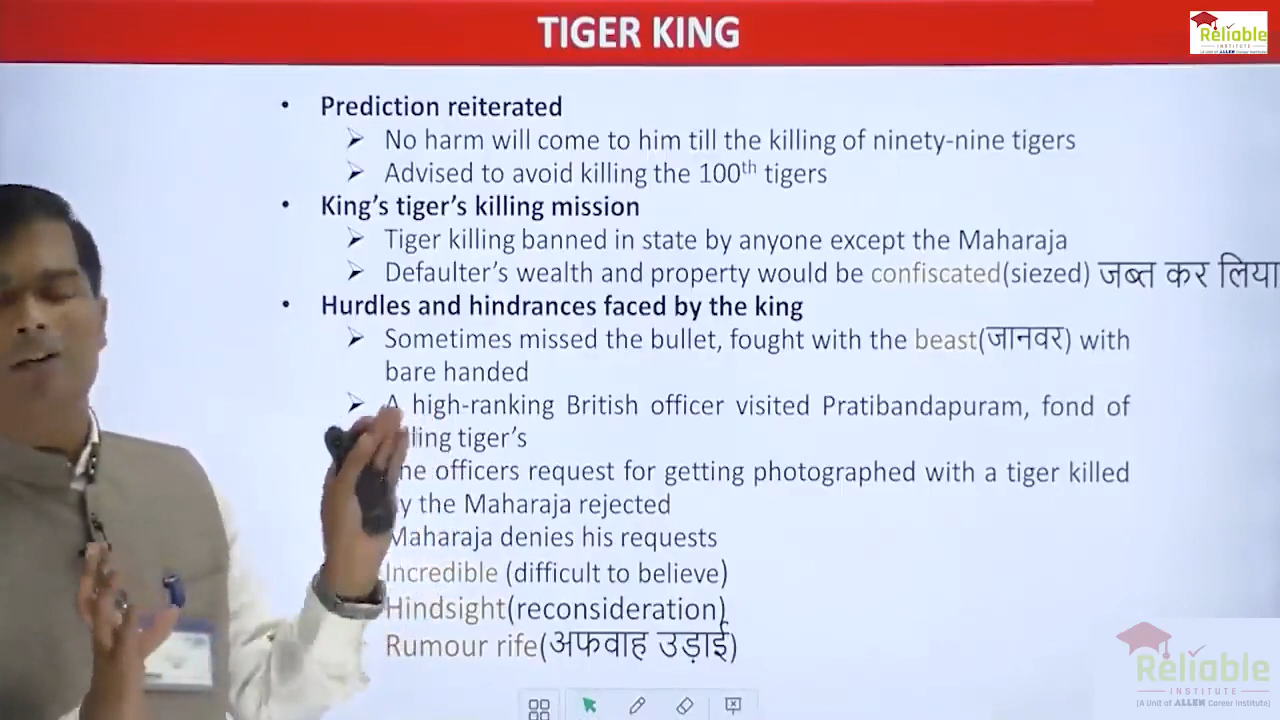 TIGER KING
Reliable
INSTITUTE
(A Unit of ALLEN Career Institute)
• Prediction reiterated
➢ No harm will come to him till the killing of ninety-nine tigers
➢ Advised to avoid killing the 100th tigers
• King's tiger's killing mission
➢ Tiger killing banned in state by anyone except the Maharaja
➢ Defaulter's wealth and property would be confiscated(siezed) जब्त कर लिया
• Hurdles and hindrances faced by the king
➢ Sometimes missed the bullet, fought with the beast(जानवर) with
bare handed
➢ A high-ranking British officer visited Pratibandapuram, fond of
tiger's
officers request for getting photographed with a tiger killed
the Maharaja rejected
Maharaja denies his requests
Incredible (difficult to believe)
Hindsight(reconsideration)
Rumour rife(अफवाह उड़ाई)
Reliable
INSTITUTE
(A Unit of ALLEN Career Institute)